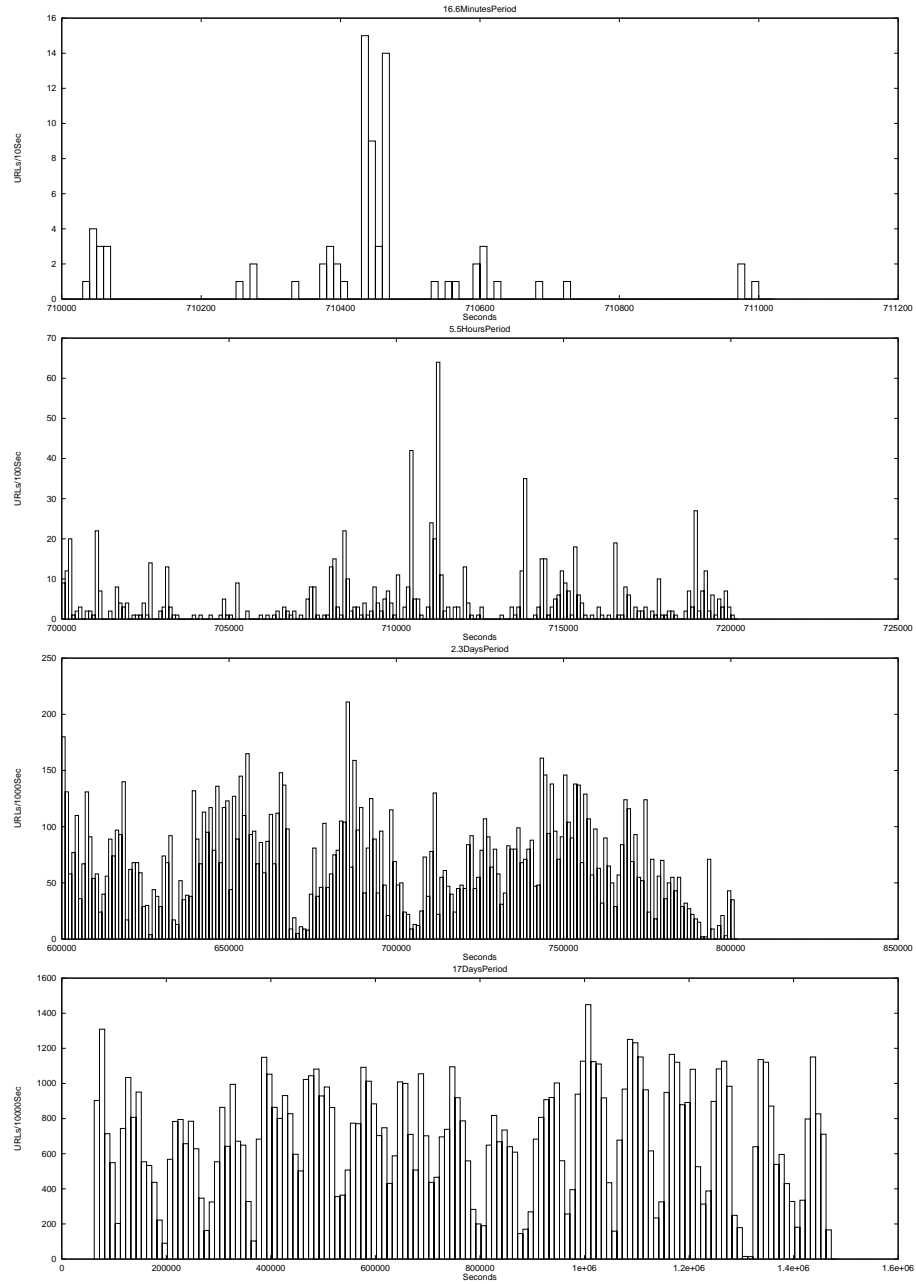 16.6MinutesPeriod
16
14
12
10
8
6
4
2
0
URLs/10Sec
710000 710200 710400 710600 710800 711000 711200
Seconds
5.5HoursPeriod
70
60
50
40
30
20
10
0
URLs/100Sec
700000 705000 710000 715000 720000 725000
Seconds
2.3DaysPeriod
250
200
150
100
50
0
URLs/1000Sec
600000 650000 700000 750000 800000 850000
Seconds
17DaysPeriod
1600
1400
1200
1000
800
600
400
200
0
URLs/10000Sec
0 200000 400000 600000 800000 1e+06 1.2e+06 1.4e+06 1.6e+06
Seconds